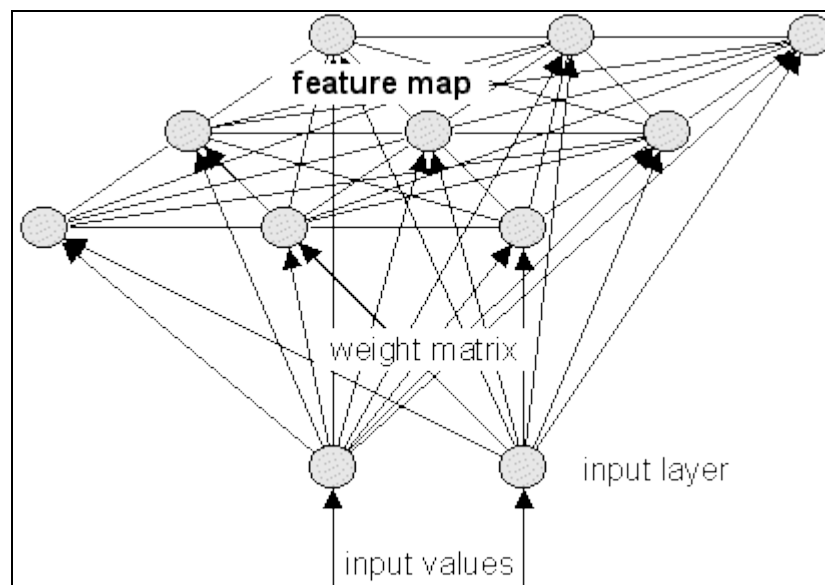 feature map
weight matrix
input layer
input values